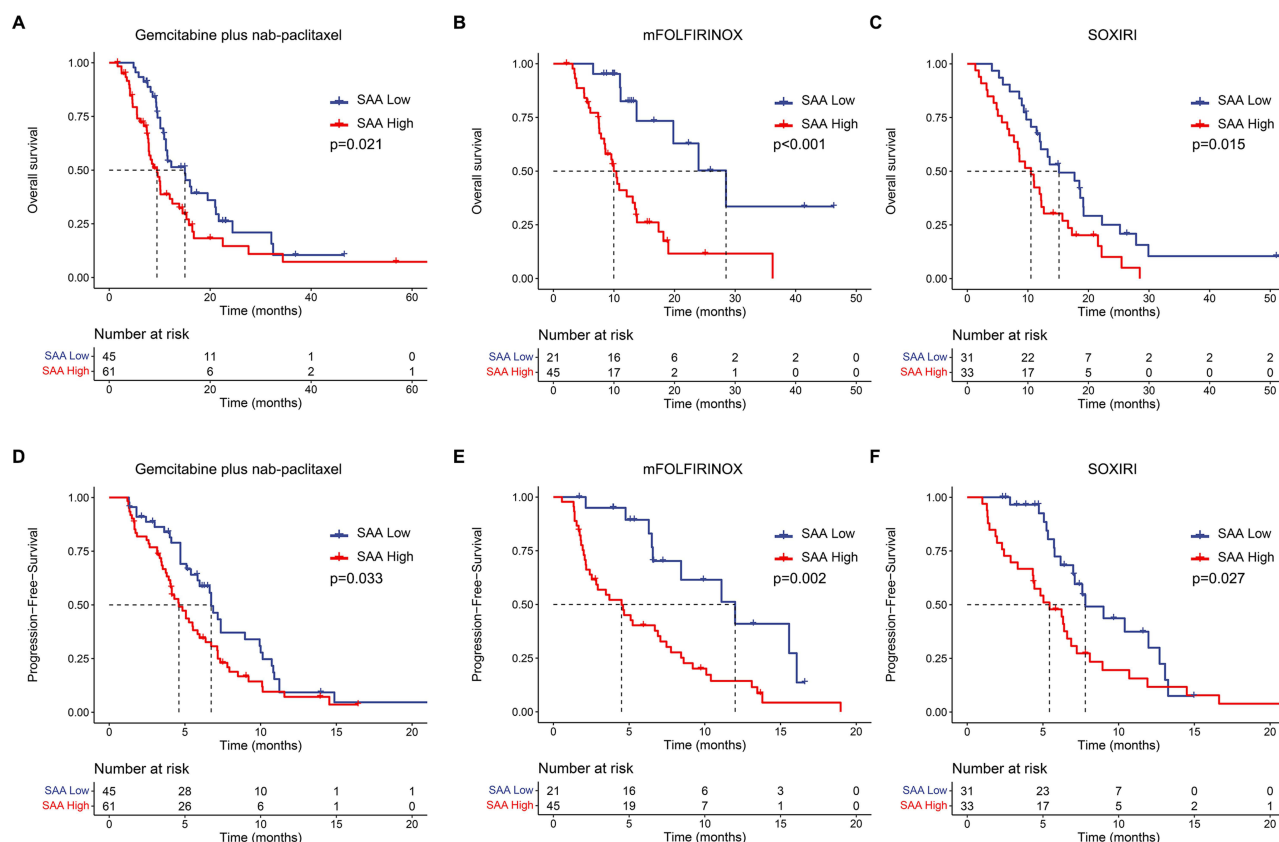 A
Gemcitabine plus nab-paclitaxel
Overall survival
1.00
0.75
0.50
0.25
0.00
SAA Low
SAA High
p=0.021
0 20 40 60
Time (months)
Number at risk
SAA Low 45 11 1 0
SAA High 61 6 2 1
0 20 40 60
Time (months)
B
mFOLFIRINOX
Overall survival
1.00
0.75
0.50
0.25
0.00
SAA Low
SAA High
p<0.001
0 10 20 30 40 50
Time (months)
Number at risk
SAA Low 21 16 6 2 2 0
SAA High 45 17 2 1 0 0
0 10 20 30 40 50
Time (months)
C
SOXIRI
Overall survival
1.00
0.75
0.50
0.25
0.00
SAA Low
SAA High
p=0.015
0 10 20 30 40 50
Time (months)
Number at risk
SAA Low 31 22 7 2 2 2
SAA High 33 17 5 0 0 0
0 10 20 30 40 50
Time (months)
D
Gemcitabine plus nab-paclitaxel
Progression−Free−Survival
1.00
0.75
0.50
0.25
0.00
SAA Low
SAA High
p=0.033
0 5 10 15 20
Time (months)
Number at risk
SAA Low 45 28 10 1 1
SAA High 61 26 6 1 0
0 5 10 15 20
Time (months)
E
mFOLFIRINOX
Progression−Free−Survival
1.00
0.75
0.50
0.25
0.00
SAA Low
SAA High
p=0.002
0 5 10 15 20
Time (months)
Number at risk
SAA Low 21 16 6 3 0
SAA High 45 19 7 1 0
0 5 10 15 20
Time (months)
F
SOXIRI
Progression−Free−Survival
1.00
0.75
0.50
0.25
0.00
SAA Low
SAA High
p=0.027
0 5 10 15 20
Time (months)
Number at risk
SAA Low 31 23 7 0 0
SAA High 33 17 5 2 1
0 5 10 15 20
Time (months)